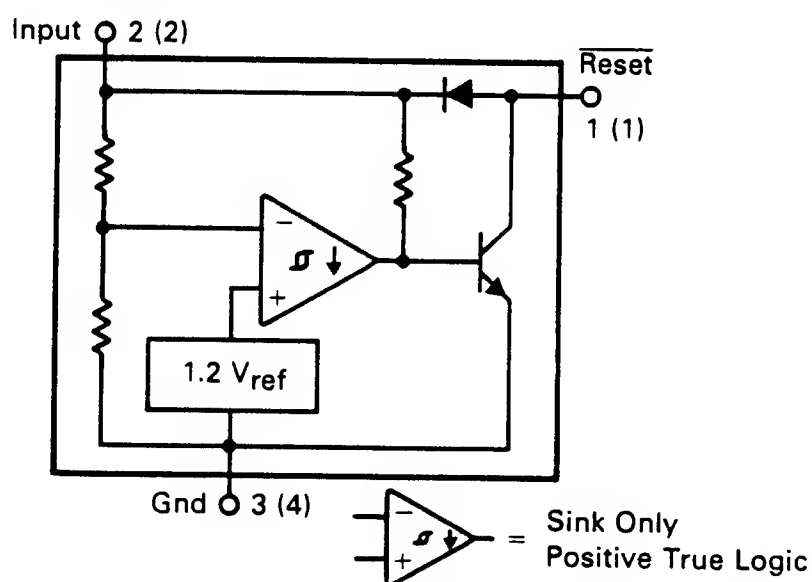 Input 2 (2)
Reset
1 (1)
−
+
1.2 Vref
Gnd 3 (4)
−
+
= Sink Only
Positive True Logic